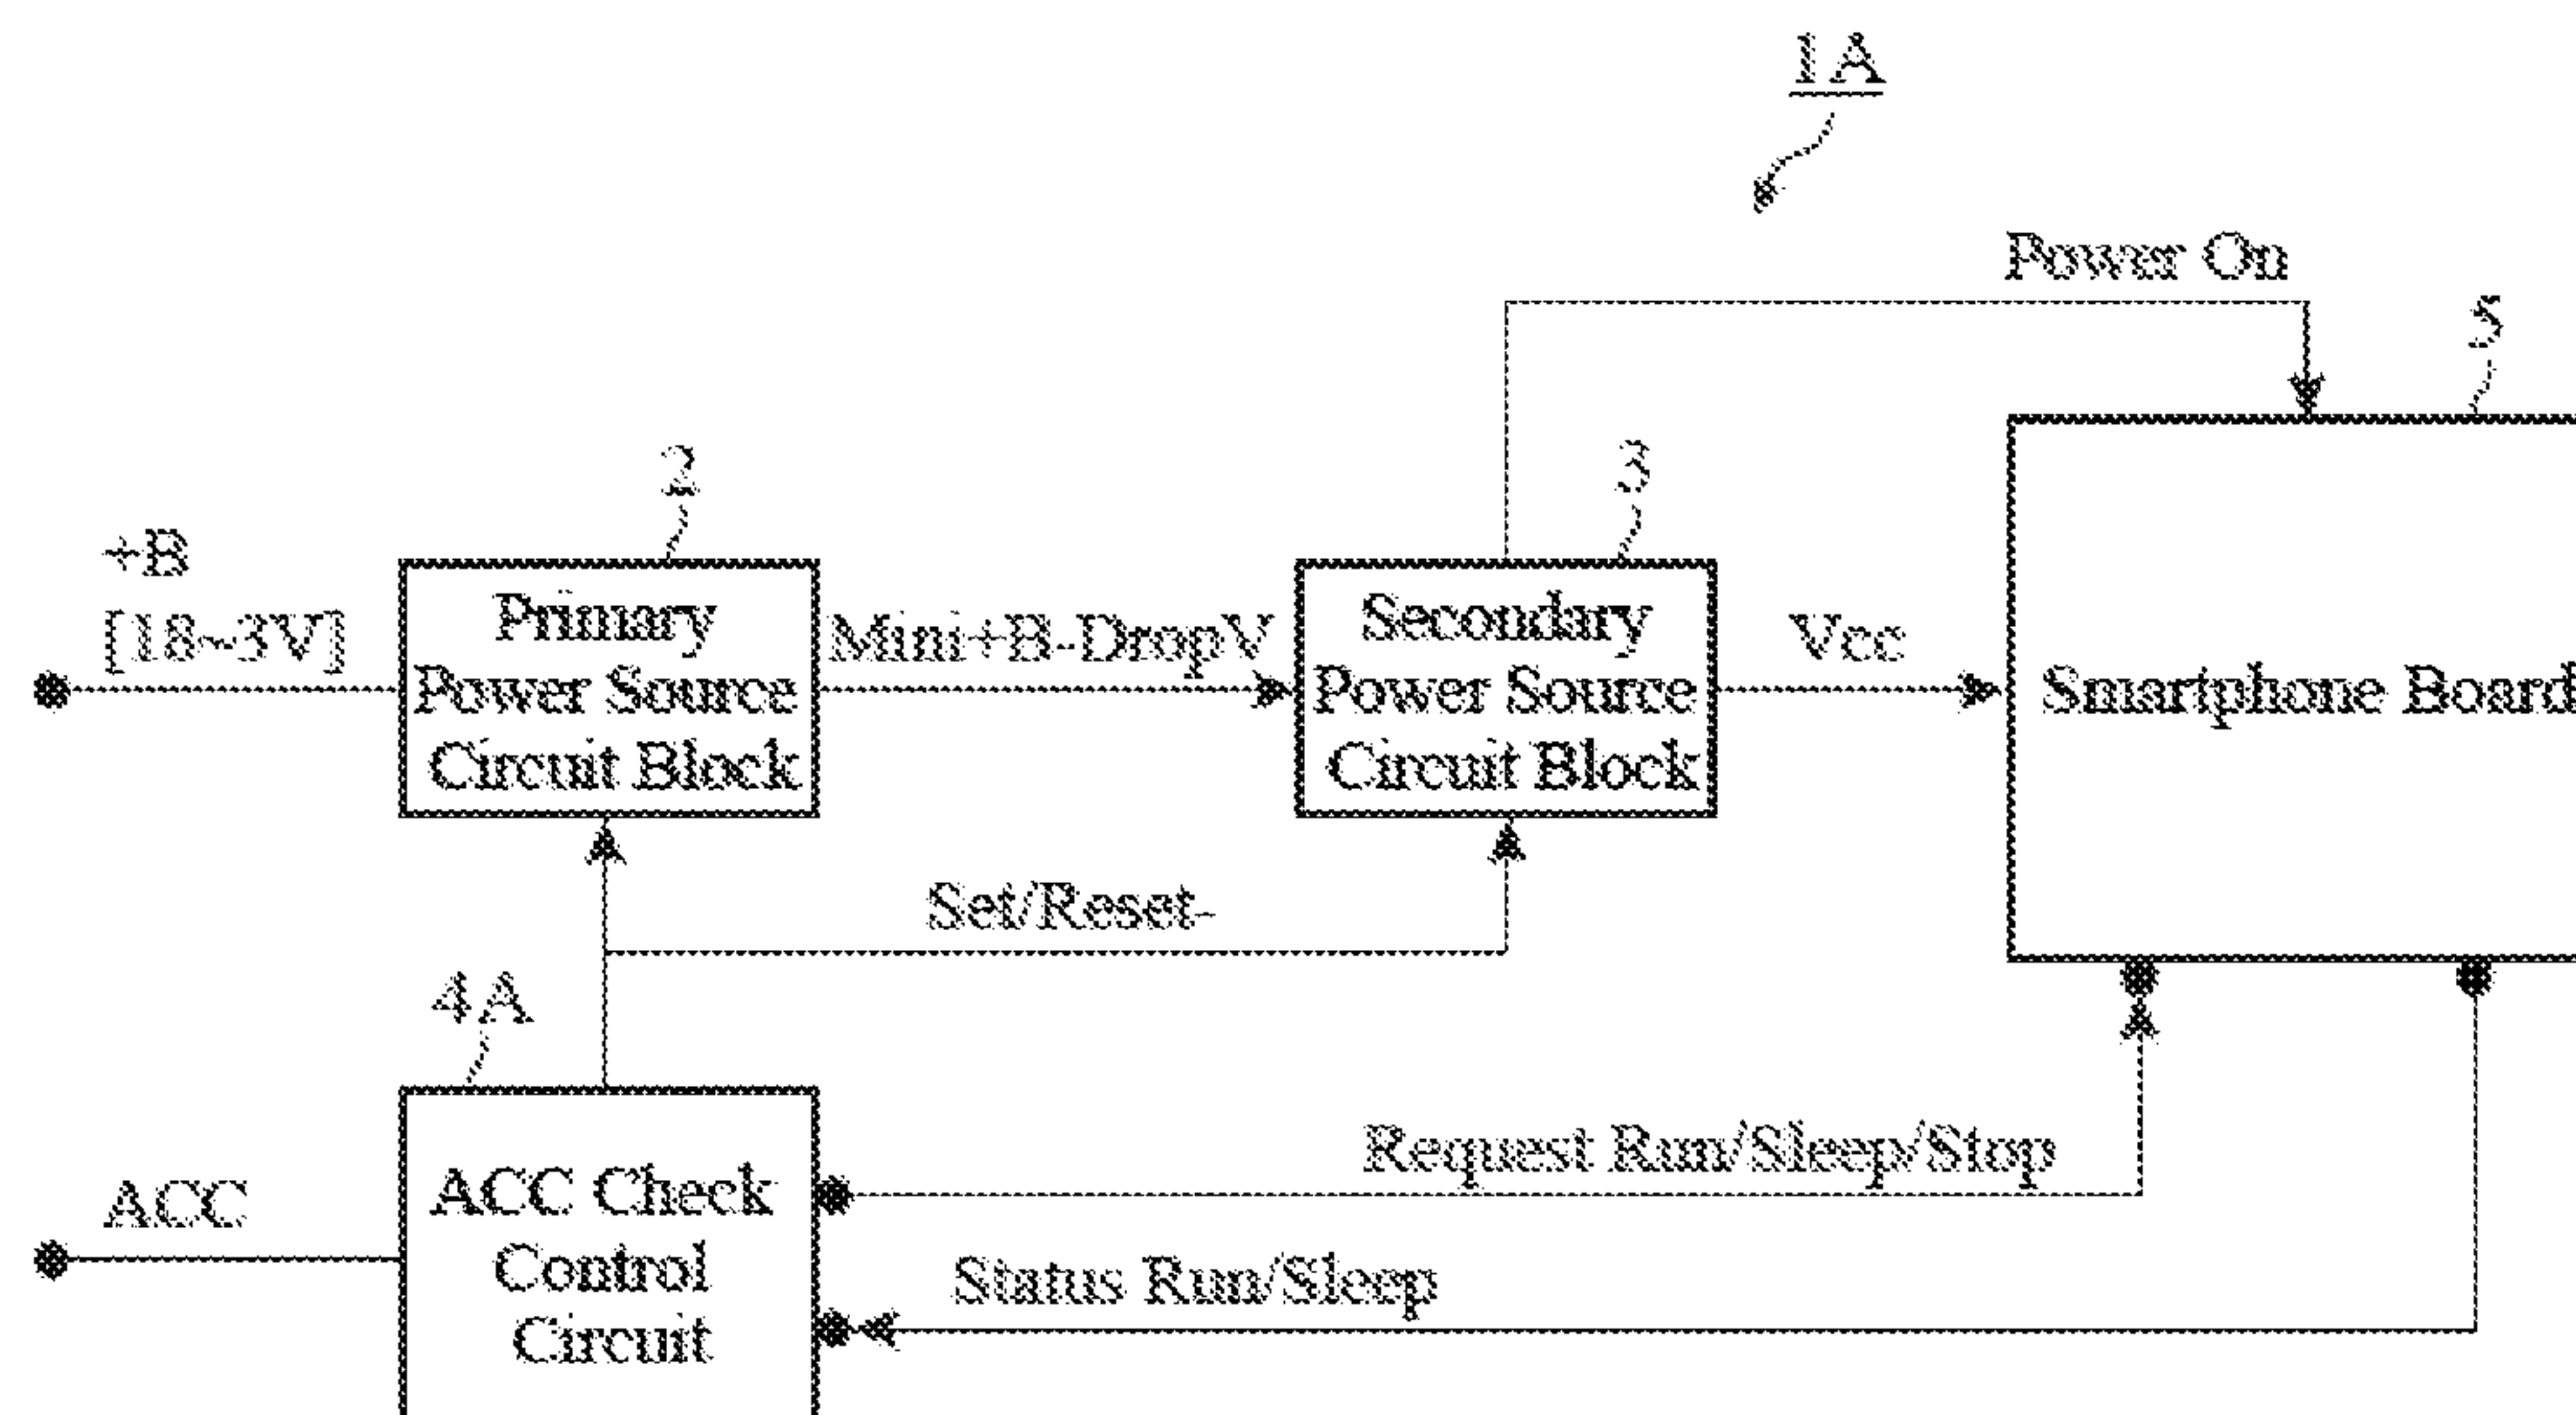 1A
Power On
5
2
3
+B
[18~3V]
Primary
Power Source
Circuit Block
Mini+B-DropV
Secondary
Power Source
Circuit Block
Vcc
Smartphone Board
Set/Reset-
4A
ACC
ACC Check
Control
Circuit
Request Run/Sleep/Stop
Status Run/Sleep